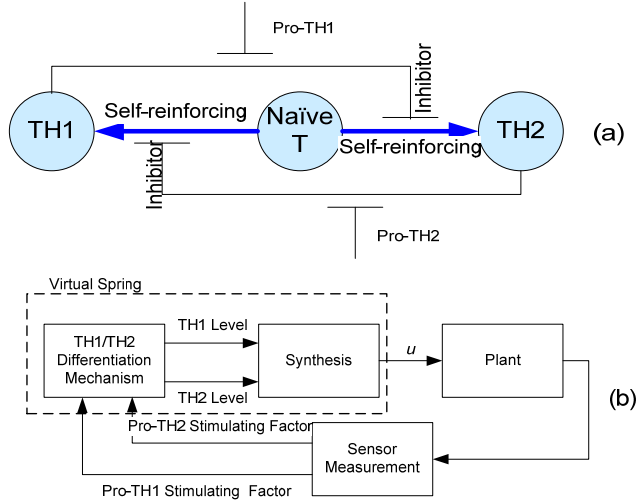 Pro-TH1
Inhibitor
Self-reinforcing
TH1
Naïve
T
TH2
(a)
Self-reinforcing
Inhibitor
Pro-TH2
Virtual Spring
TH1/TH2
Differentiation
Mechanism
TH1 Level
TH2 Level
Synthesis
u
Plant
(b)
Pro-TH2 Stimulating Factor
Sensor
Measurement
Pro-TH1 Stimulating Factor